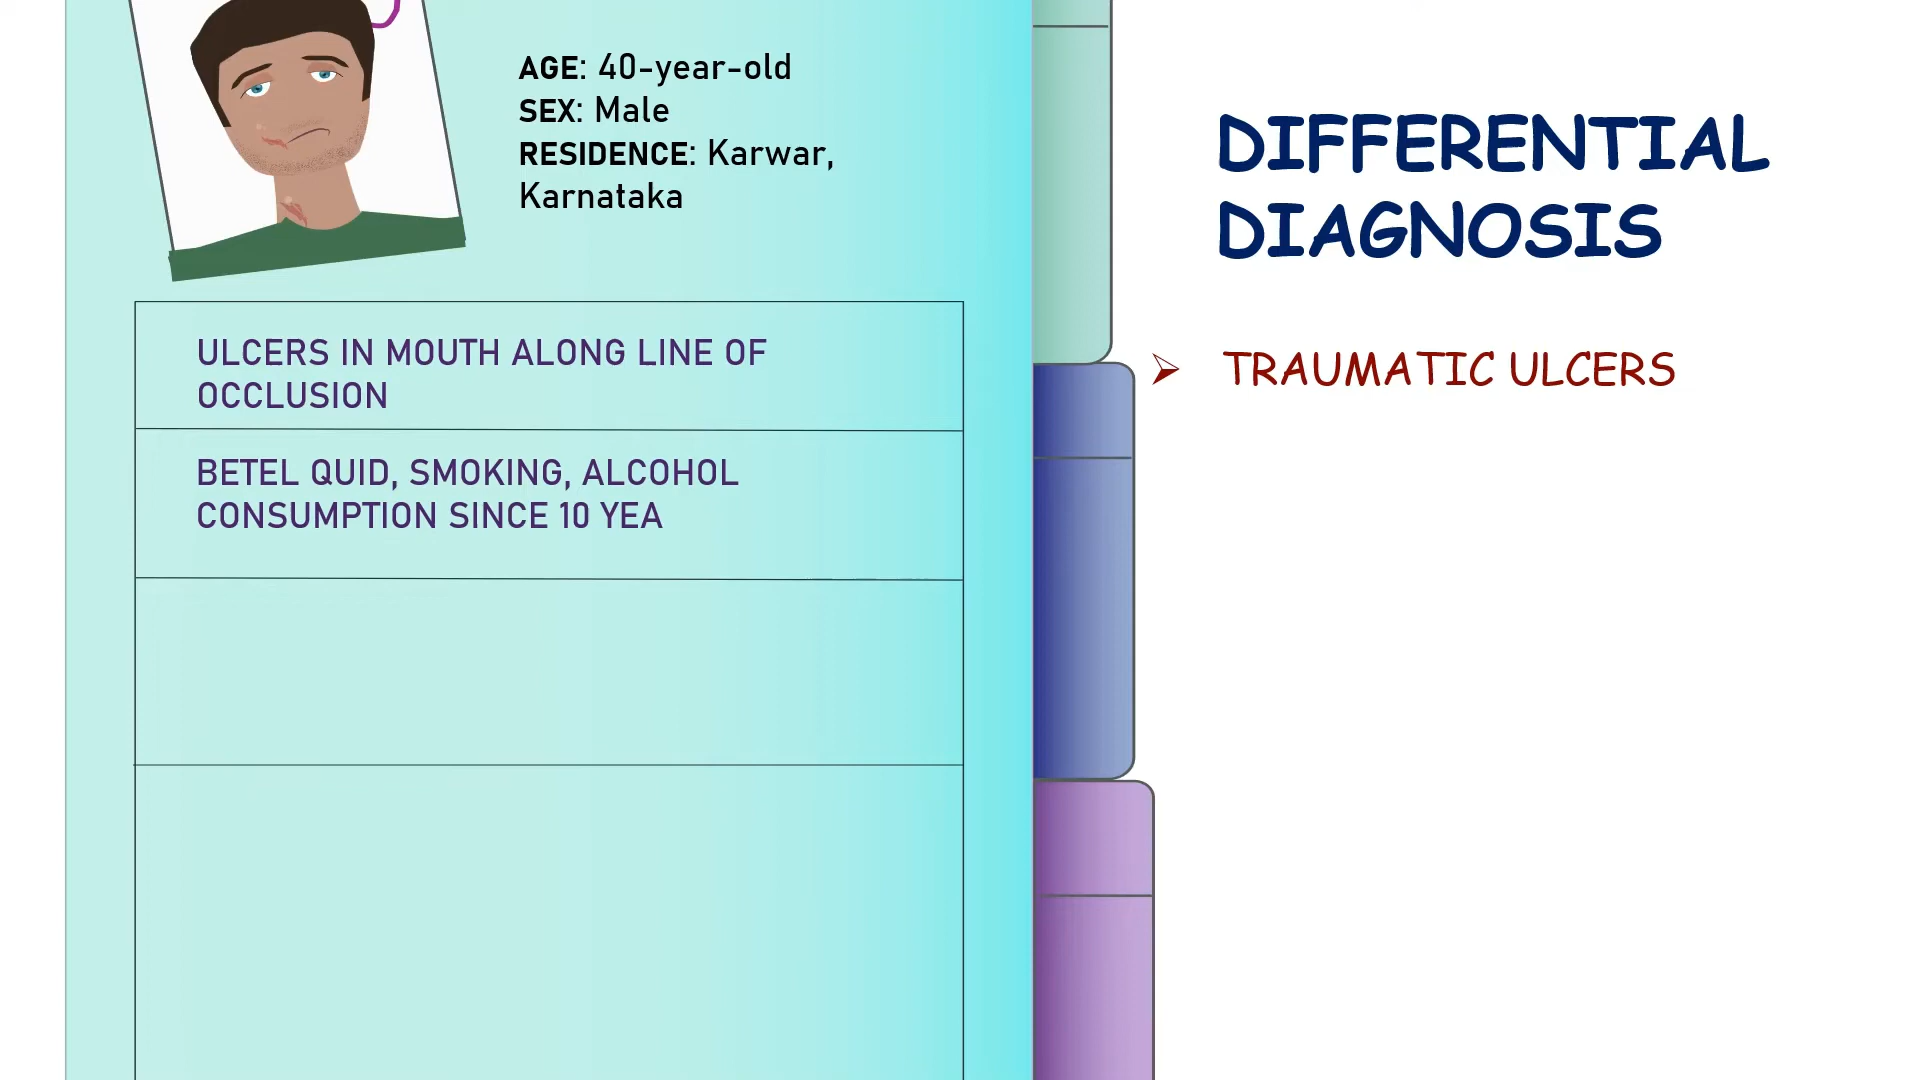 AGE: 40-year-old
SEX: Male
RESIDENCE: Karwar,
Karnataka
ULCERS IN MOUTH ALONG LINE OF
OCCLUSION
BETEL QUID, SMOKING, ALCOHOL
CONSUMPTION SINCE 10 YEA
DIFFERENTIAL
DIAGNOSIS
TRAUMATIC ULCERS